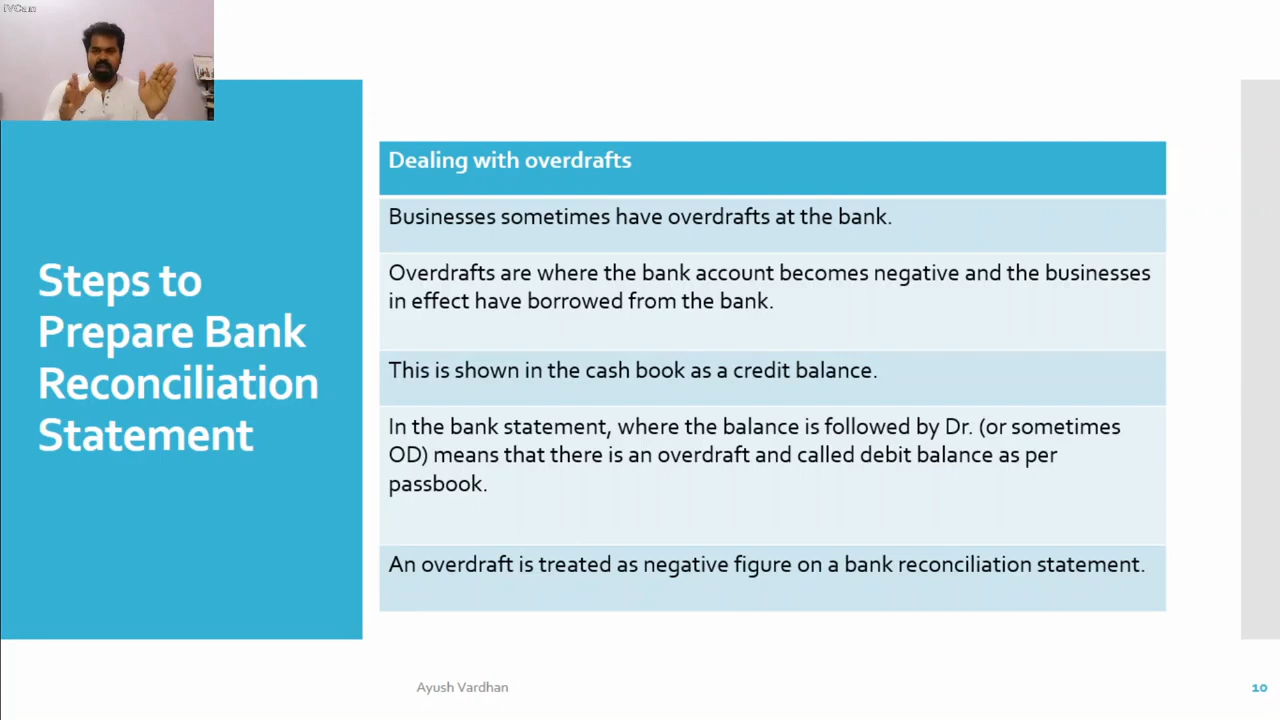 iVCam
Steps to
Prepare Bank
Reconciliation
Statement
Dealing with overdrafts
Businesses sometimes have overdrafts at the bank.
Overdrafts are where the bank account becomes negative and the businesses
in effect have borrowed from the bank.
This is shown in the cash book as a credit balance.
In the bank statement, where the balance is followed by Dr. (or sometimes
OD) means that there is an overdraft and called debit balance as per
passbook.
An overdraft is treated as negative figure on a bank reconciliation statement.
Ayush Vardhan
10